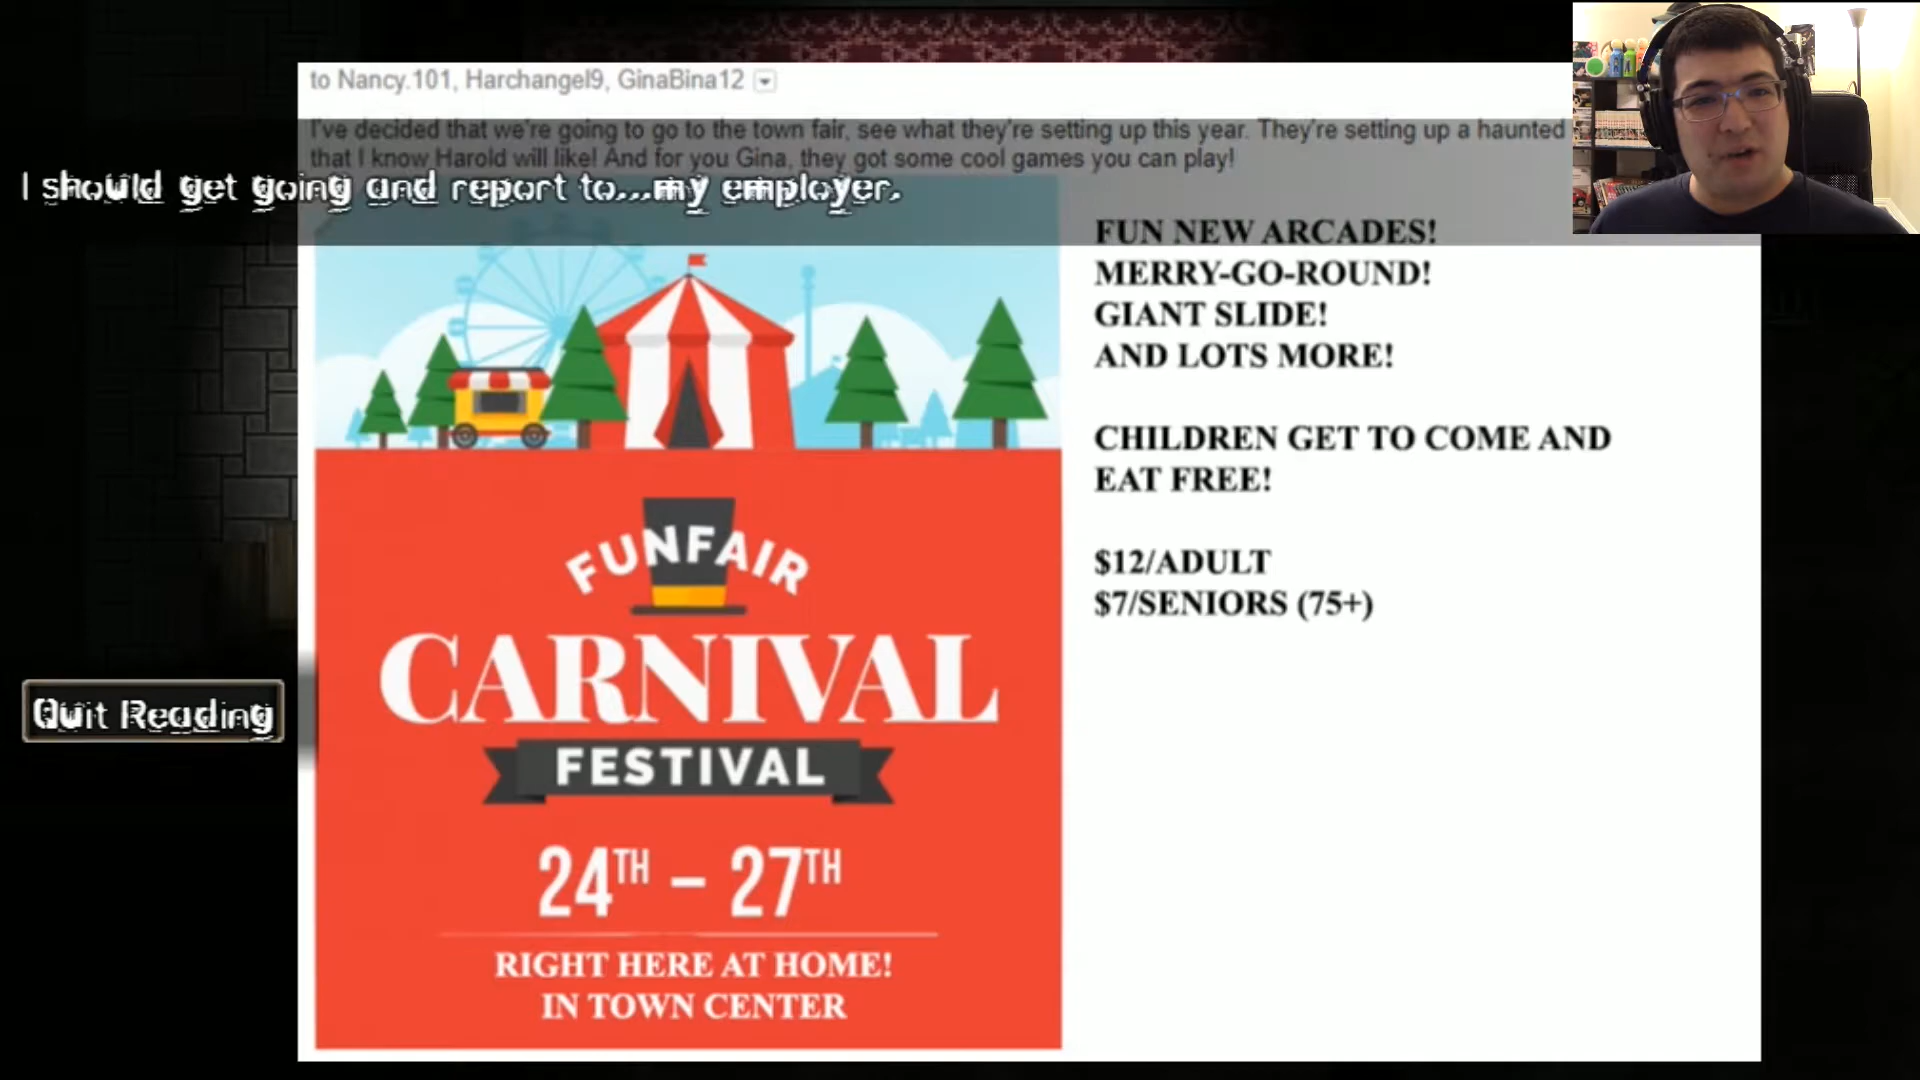 to Nancy.101, Harchangel9, GinaBina12
I've decided that we're going to go to the town fair, see what they're setting up this year. They're setting up a haunted
that I know Harold will like! And for you Gina, they got some cool games you can play!
I should get going and report to...my employer.
FUN NEW ARCADES!
MERRY-GO-ROUND!
GIANT SLIDE!
AND LOTS MORE!
CHILDREN GET TO COME AND
EAT FREE!
$12/ADULT
$7/SENIORS (75+)
FUNFAIR
CARNIVAL
FESTIVAL
24TH – 27TH
RIGHT HERE AT HOME!
IN TOWN CENTER
Quit Reading